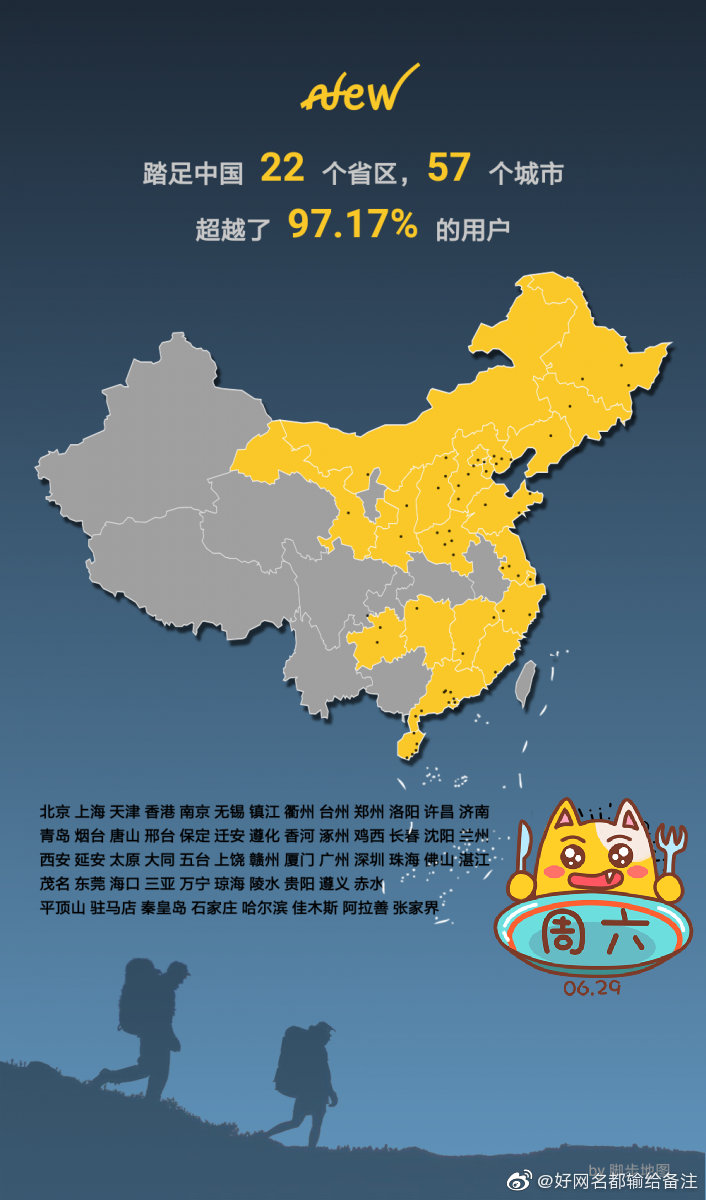 afew
踏足中国 22 个省区，57 个城市
超越了 97.17% 的用户
北京 上海 天津 香港 南京 无锡 镇江 衢州 台州 郑州 洛阳 许昌 济南
青岛 烟台 唐山 邢台 保定 迁安 遵化 香河 涿州 鸡西 长春 沈阳 兰州
西安 延安 太原 大同 五台 上饶 赣州 厦门 广州 深圳 珠海 佛山 湛江
茂名 东莞 海口 三亚 万宁 琼海 陵水 贵阳 遵义 赤水
平顶山 驻马店 秦皇岛 石家庄 哈尔滨 佳木斯 阿拉善 张家界
周六
06.29
by 脚步地图
@好网名都输给备注